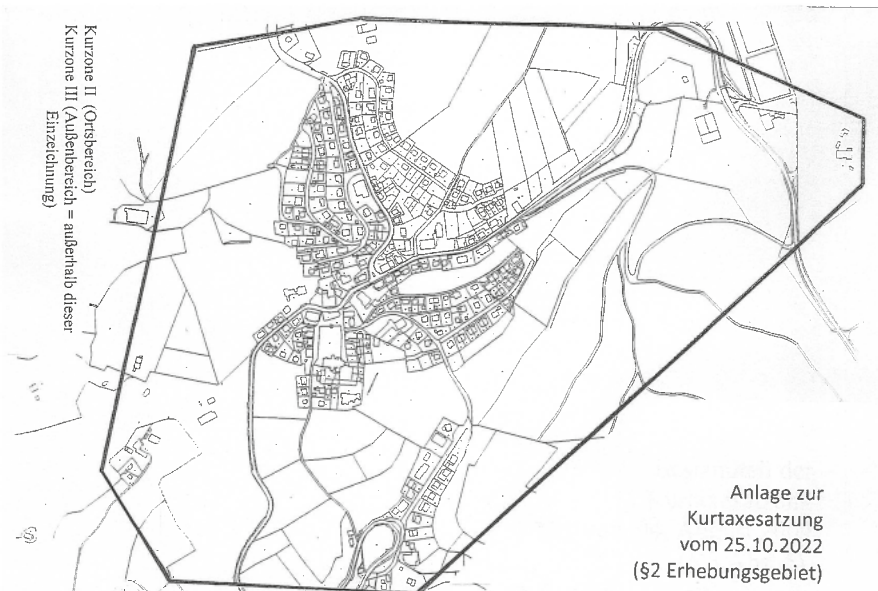 Kurzone II (Ortsbereich)
Kurzone III (Außenbereich = außerhalb dieser
Einzeichnung)
Anlage zur
Kurtaxesatzung
vom 25.10.2022
(§2 Erhebungsgebiet)